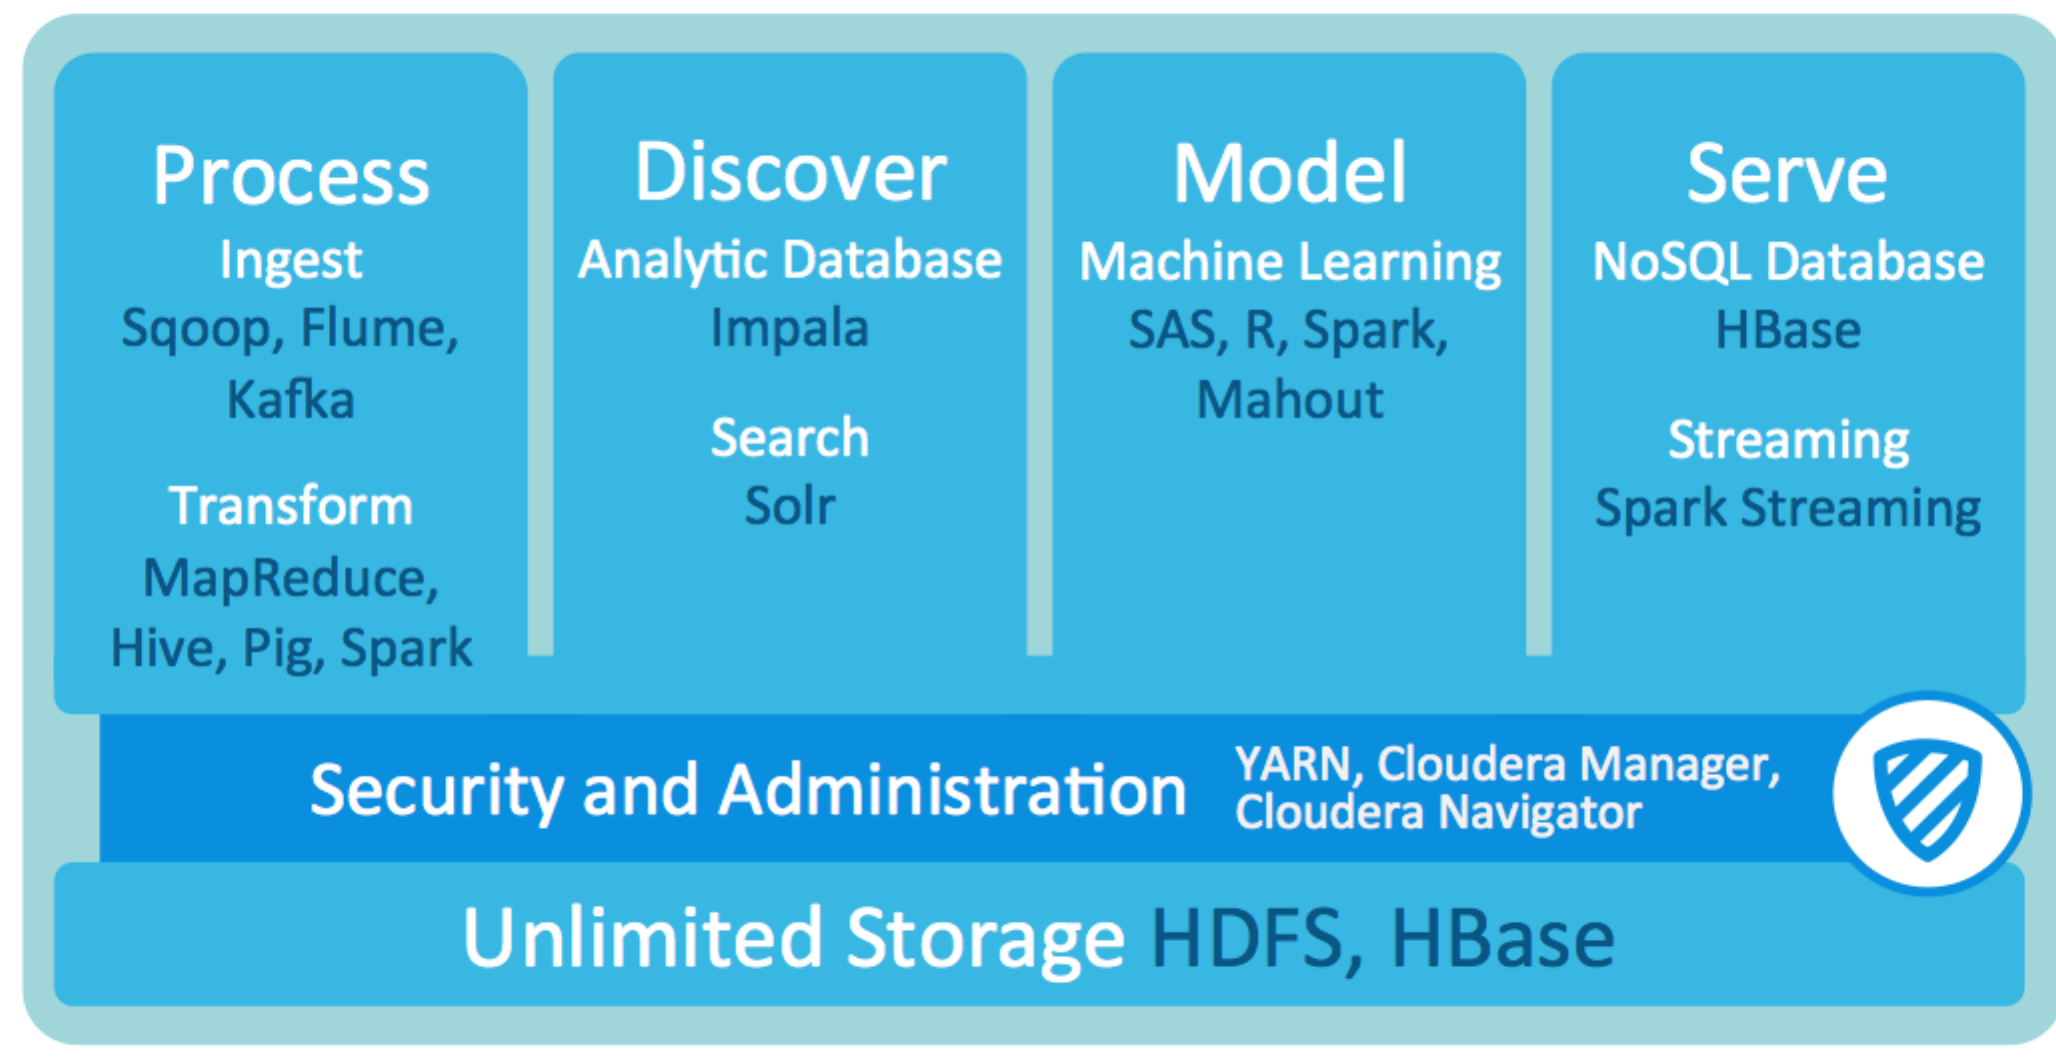 Process
Ingest
Sqoop, Flume,
Kafka
Transform
MapReduce,
Hive, Pig, Spark
Discover
Analytic Database
Impala
Search
Solr
Model
Machine Learning
SAS, R, Spark,
Mahout
Serve
NoSQL Database
HBase
Streaming
Spark Streaming
Security and Administration
YARN, Cloudera Manager,
Cloudera Navigator
Unlimited Storage HDFS, HBase